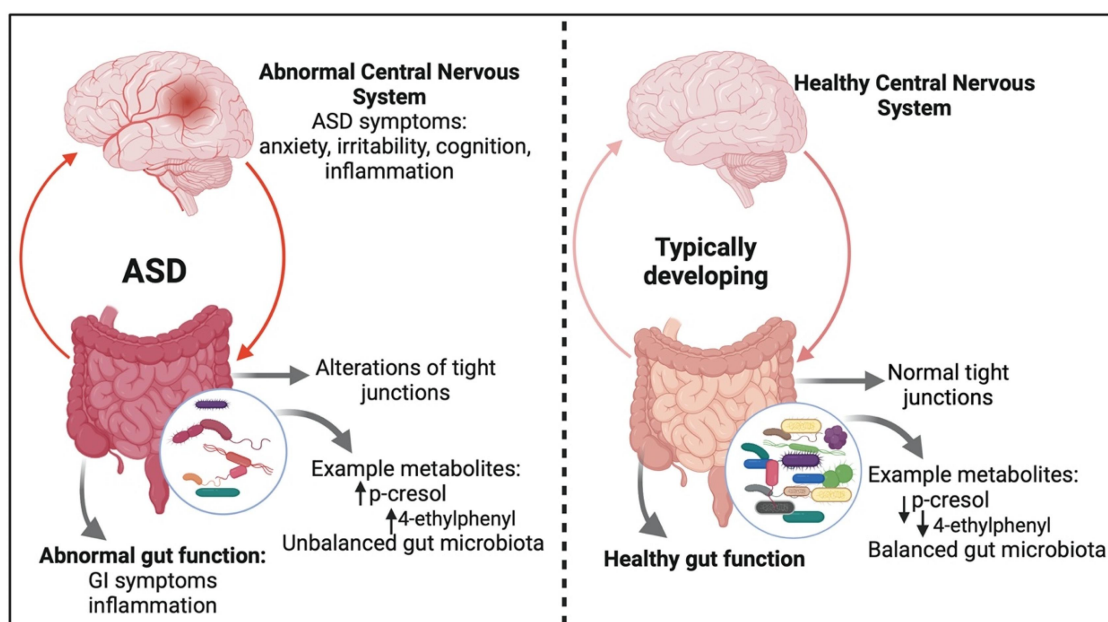 Abnormal Central Nervous
System
ASD symptoms:
anxiety, irritability, cognition,
inflammation
ASD
Alterations of tight
junctions
Example metabolites:
↑p-cresol
↑4-ethylphenyl
Unbalanced gut microbiota
Abnormal gut function:
GI symptoms
inflammation
Healthy Central Nervous
System
Typically
developing
Normal tight
junctions
Example metabolites:
↓p-cresol
↓4-ethylphenyl
Balanced gut microbiota
Healthy gut function